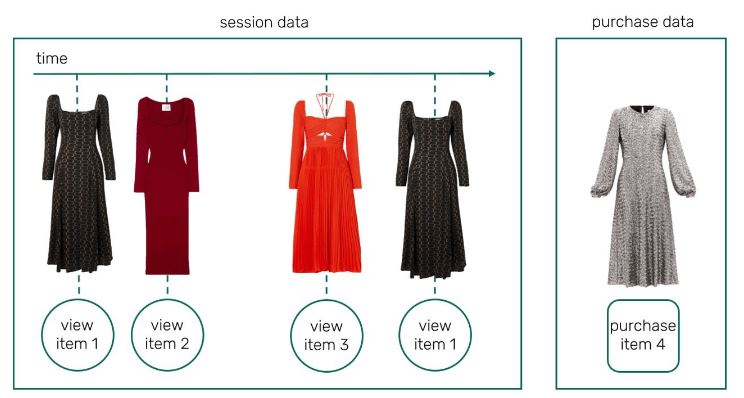 session data
purchase data
time
view
item 1
view
item 2
view
item 3
view
item 1
purchase
item 4